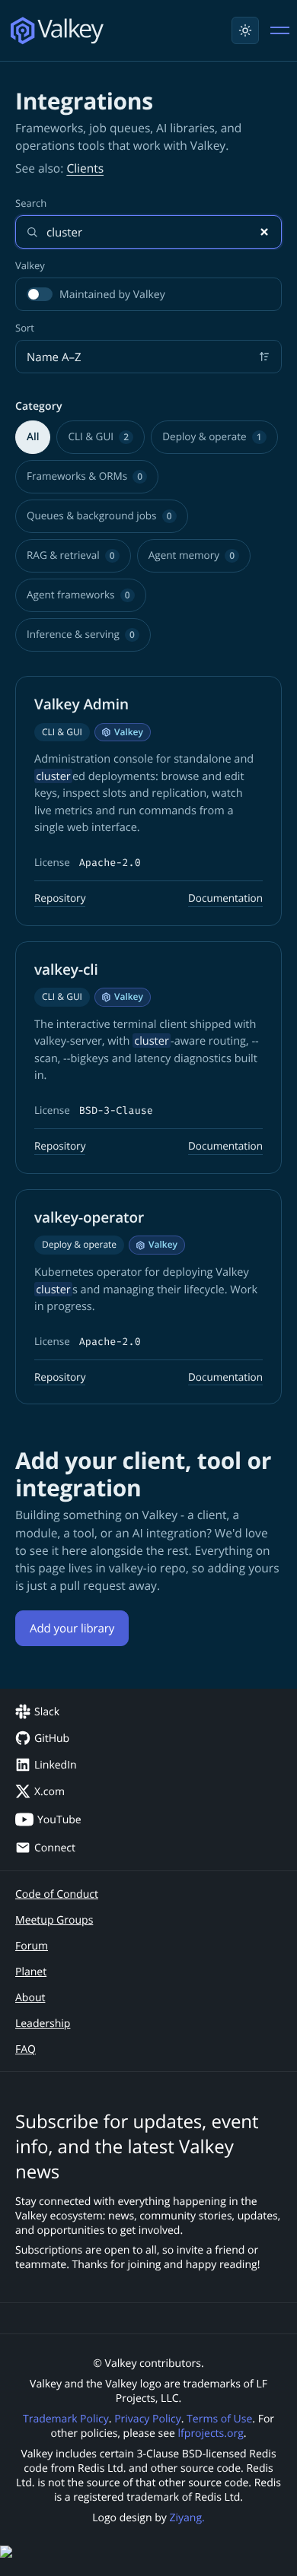 Valkey
Integrations
Frameworks, job queues, AI libraries, and
operations tools that work with Valkey.
See also: Clients
Search
cluster
Valkey
Maintained by Valkey
Sort
Name A–Z
Category
All
CLI & GUI 2
Deploy & operate 1
Frameworks & ORMs 0
Queues & background jobs 0
RAG & retrieval 0
Agent memory 0
Agent frameworks 0
Inference & serving 0
Valkey Admin
CLI & GUI Valkey
Administration console for standalone and
clustered deployments: browse and edit
keys, inspect slots and replication, watch
live metrics and run commands from a
single web interface.
License Apache-2.0
Repository Documentation
valkey-cli
CLI & GUI Valkey
The interactive terminal client shipped with
valkey-server, with cluster-aware routing, --
scan, --bigkeys and latency diagnostics built
in.
License BSD-3-Clause
Repository Documentation
valkey-operator
Deploy & operate Valkey
Kubernetes operator for deploying Valkey
clusters and managing their lifecycle. Work
in progress.
License Apache-2.0
Repository Documentation
Add your client, tool or
integration
Building something on Valkey - a client, a
module, a tool, or an AI integration? We'd love
to see it here alongside the rest. Everything on
this page lives in valkey-io repo, so adding yours
is just a pull request away.
Add your library
Slack
GitHub
LinkedIn
X.com
YouTube
Connect
Code of Conduct
Meetup Groups
Forum
Planet
About
Leadership
FAQ
Subscribe for updates, event
info, and the latest Valkey
news
Stay connected with everything happening in the
Valkey ecosystem: news, community stories, updates,
and opportunities to get involved.
Subscriptions are open to all, so invite a friend or
teammate. Thanks for joining and happy reading!
© Valkey contributors.
Valkey and the Valkey logo are trademarks of LF
Projects, LLC.
Trademark Policy. Privacy Policy. Terms of Use. For
other policies, please see lfprojects.org.
Valkey includes certain 3-Clause BSD-licensed Redis
code from Redis Ltd. and other source code. Redis
Ltd. is not the source of that other source code. Redis
is a registered trademark of Redis Ltd.
Logo design by Ziyang.